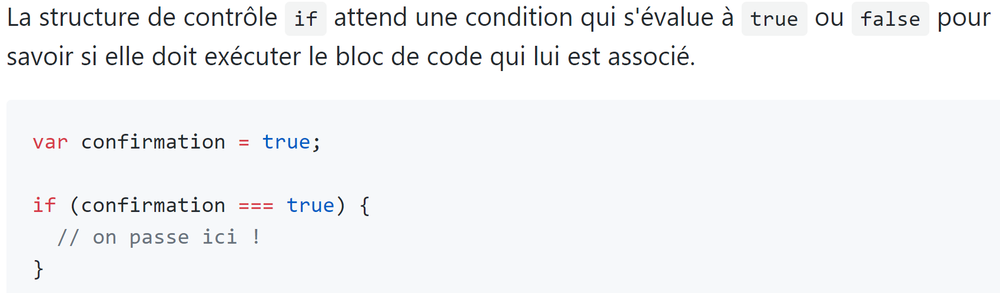 La structure de contrôle if attend une condition qui s'évalue à true ou false pour
savoir si elle doit exécuter le bloc de code qui lui est associé.
var confirmation = true;
if (confirmation === true) {
  // on passe ici !
}